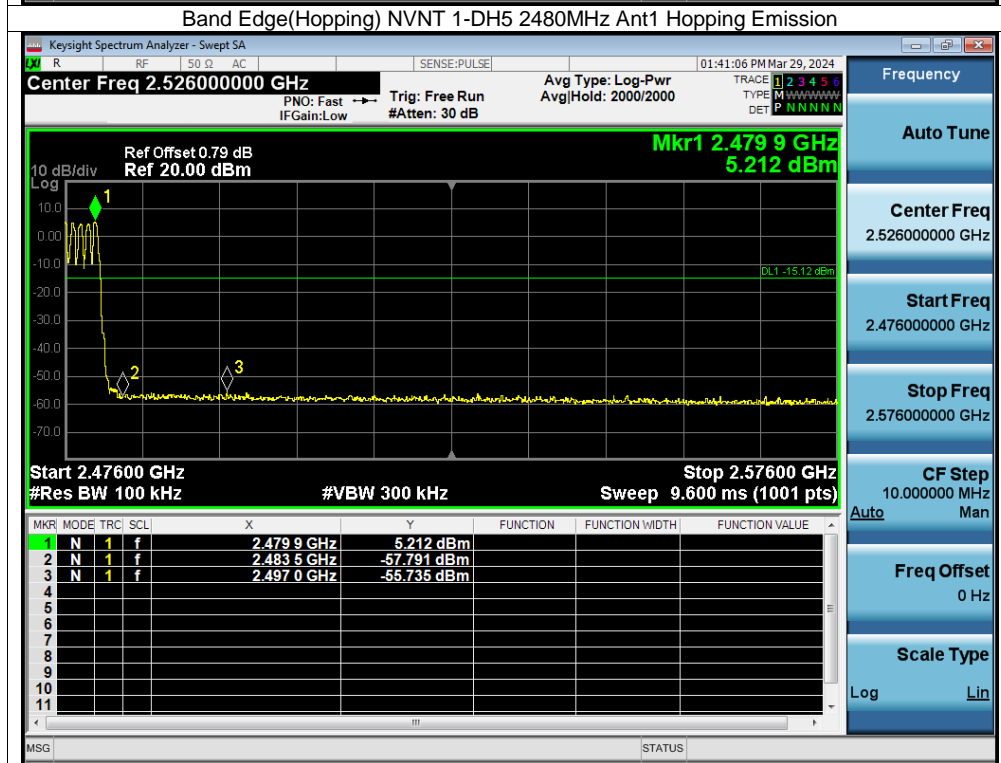 Band Edge(Hopping) NVNT 1-DH5 2480MHz Ant1 Hopping Emission
Keysight Spectrum Analyzer - Swept SA
LXI R RF 50 Ω AC SENSE:PULSE 01:41:06 PM Mar 29, 2024
Center Freq 2.526000000 GHz Avg Type: Log-Pwr TRACE 1 2 3 4 5 6
PNO: Fast Trig: Free Run Avg|Hold: 2000/2000 TYPE M WWWWW
IFGain:Low #Atten: 30 dB DET P N N N N N
Frequency
Auto Tune
Mkr1 2.479 9 GHz
5.212 dBm
Ref Offset 0.79 dB
10 dB/div Ref 20.00 dBm
Log
10.0
0.00
-10.0
-20.0
-30.0
-40.0
-50.0
-60.0
-70.0
1
2
3
DL1 -15.12 dBm
Start 2.47600 GHz Stop 2.57600 GHz
#Res BW 100 kHz #VBW 300 kHz Sweep 9.600 ms (1001 pts)
Center Freq
2.526000000 GHz
Start Freq
2.476000000 GHz
Stop Freq
2.576000000 GHz
CF Step
10.000000 MHz
Auto Man
Freq Offset
0 Hz
Scale Type
Log Lin
MKR MODE TRC SCL X Y FUNCTION FUNCTION WIDTH FUNCTION VALUE
1 N 1 f 2.479 9 GHz 5.212 dBm
2 N 1 f 2.483 5 GHz -57.791 dBm
3 N 1 f 2.497 0 GHz -55.735 dBm
4
5
6
7
8
9
10
11
MSG STATUS